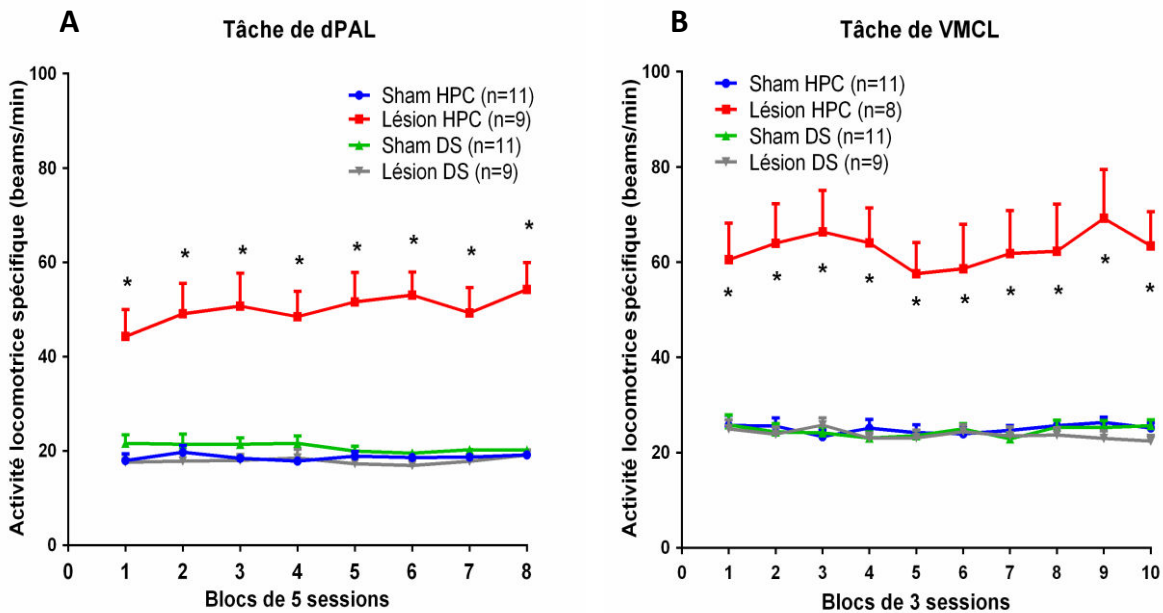 A
Tâche de dPAL
Activité locomotrice spécifique (beams/min)
100
80
60
40
20
0
Sham HPC (n=11)
Lésion HPC (n=9)
Sham DS (n=11)
Lésion DS (n=9)
* * * * * * * *
0 1 2 3 4 5 6 7 8
Blocs de 5 sessions
B
Tâche de VMCL
Activité locomotrice spécifique (beams/min)
100
80
60
40
20
0
Sham HPC (n=11)
Lésion HPC (n=8)
Sham DS (n=11)
Lésion DS (n=9)
* * * * * * * * * *
0 1 2 3 4 5 6 7 8 9 10
Blocs de 3 sessions